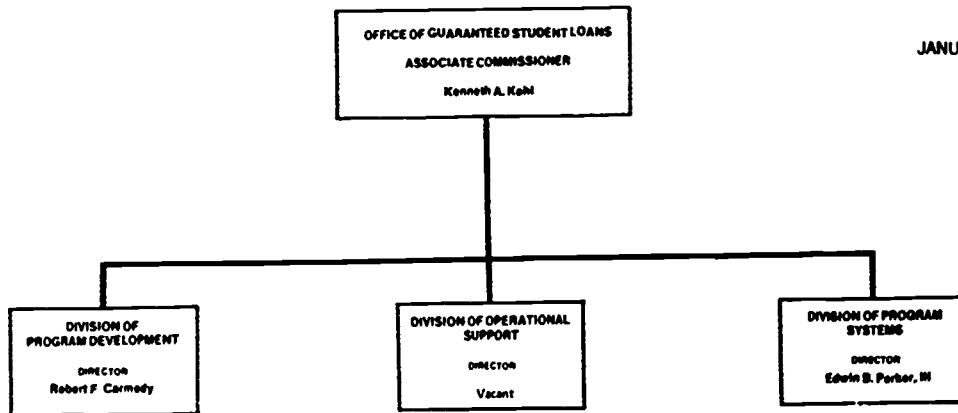 OFFICE OF GUARANTEED STUDENT LOANS
ASSOCIATE COMMISSIONER
Kenneth A. Kohl
JANU
DIVISION OF
PROGRAM DEVELOPMENT
DIRECTOR
Robert F Carmody
DIVISION OF OPERATIONAL
SUPPORT
DIRECTOR
Vacant
DIVISION OF PROGRAM
SYSTEMS
DIRECTOR
Edwin B. Parker, III